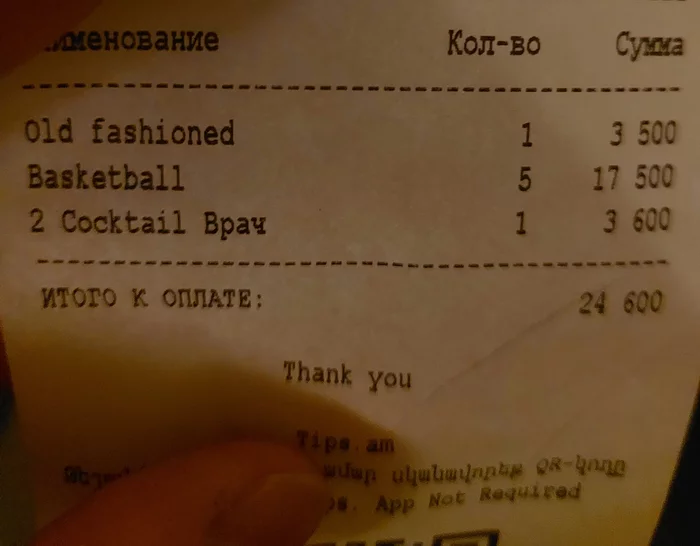 именование Кол-во Сумма
Old fashioned 1 3 500
Basketball 5 17 500
2 Cocktail Врач 1 3 600
ИТОГО К ОПЛАТЕ: 24 600
Thank you
Tips.am
սկանավորեք QR-կոդը
App Not Required